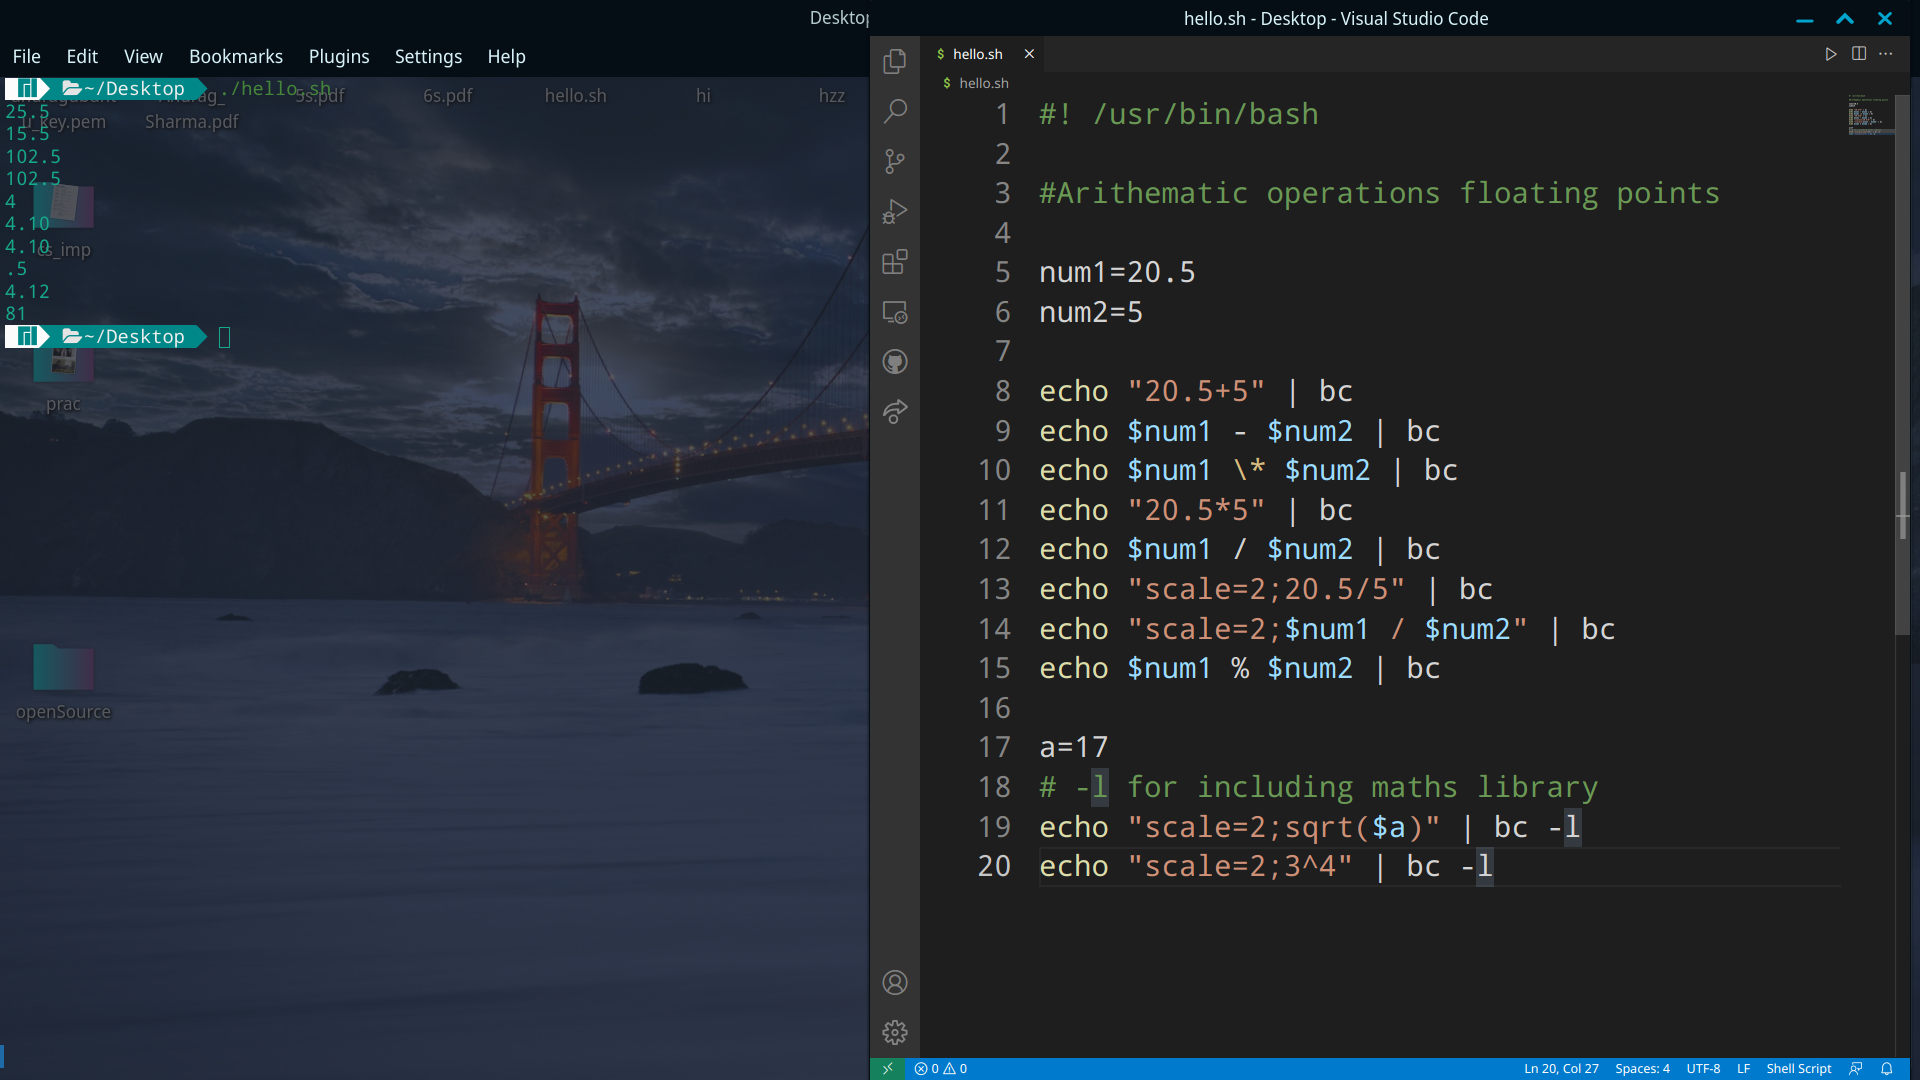 Desktop
File Edit View Bookmarks Plugins Settings Help
~/Desktop ./hello.sh
5s.pdf 6s.pdf hello.sh hi hzz
Sharma.pdf
25.5
15.5
102.5
102.5
4
4.10
4.10
.5
4.12
81
~/Desktop
cs_imp
prac
openSource
hello.sh - Desktop - Visual Studio Code
$ hello.sh
$ hello.sh
1 #! /usr/bin/bash
2
3 #Arithematic operations floating points
4
5 num1=20.5
6 num2=5
7
8 echo "20.5+5" | bc
9 echo $num1 - $num2 | bc
10 echo $num1 \* $num2 | bc
11 echo "20.5*5" | bc
12 echo $num1 / $num2 | bc
13 echo "scale=2;20.5/5" | bc
14 echo "scale=2;$num1 / $num2" | bc
15 echo $num1 % $num2 | bc
16
17 a=17
18 # -l for including maths library
19 echo "scale=2;sqrt($a)" | bc -l
20 echo "scale=2;3^4" | bc -l
0 0 Ln 20, Col 27 Spaces: 4 UTF-8 LF Shell Script